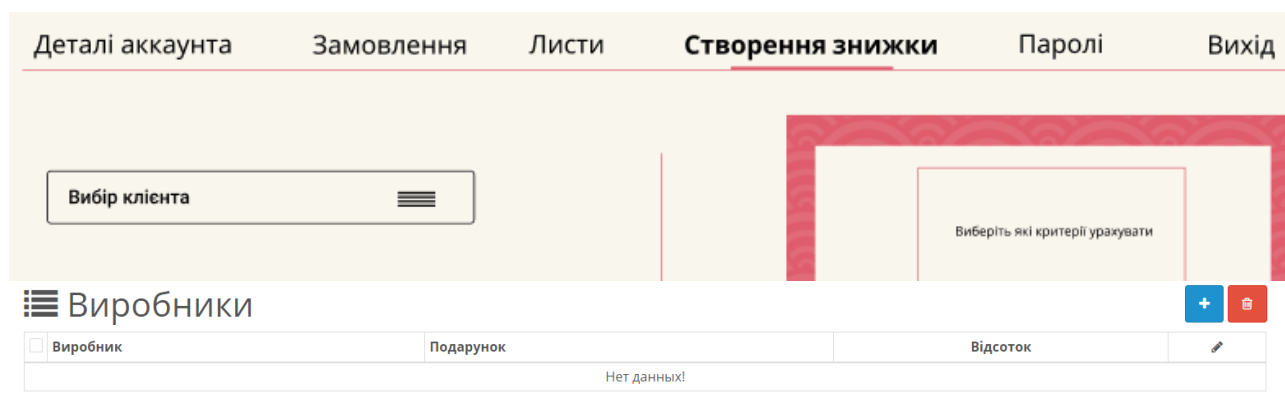 Деталі аккаунта Замовлення Листи Створення знижки Паролі Вихід
Вибір клієнта
Виберіть які критерії урахувати
Виробники
Виробник Подарунок Відсоток
Нет данных!